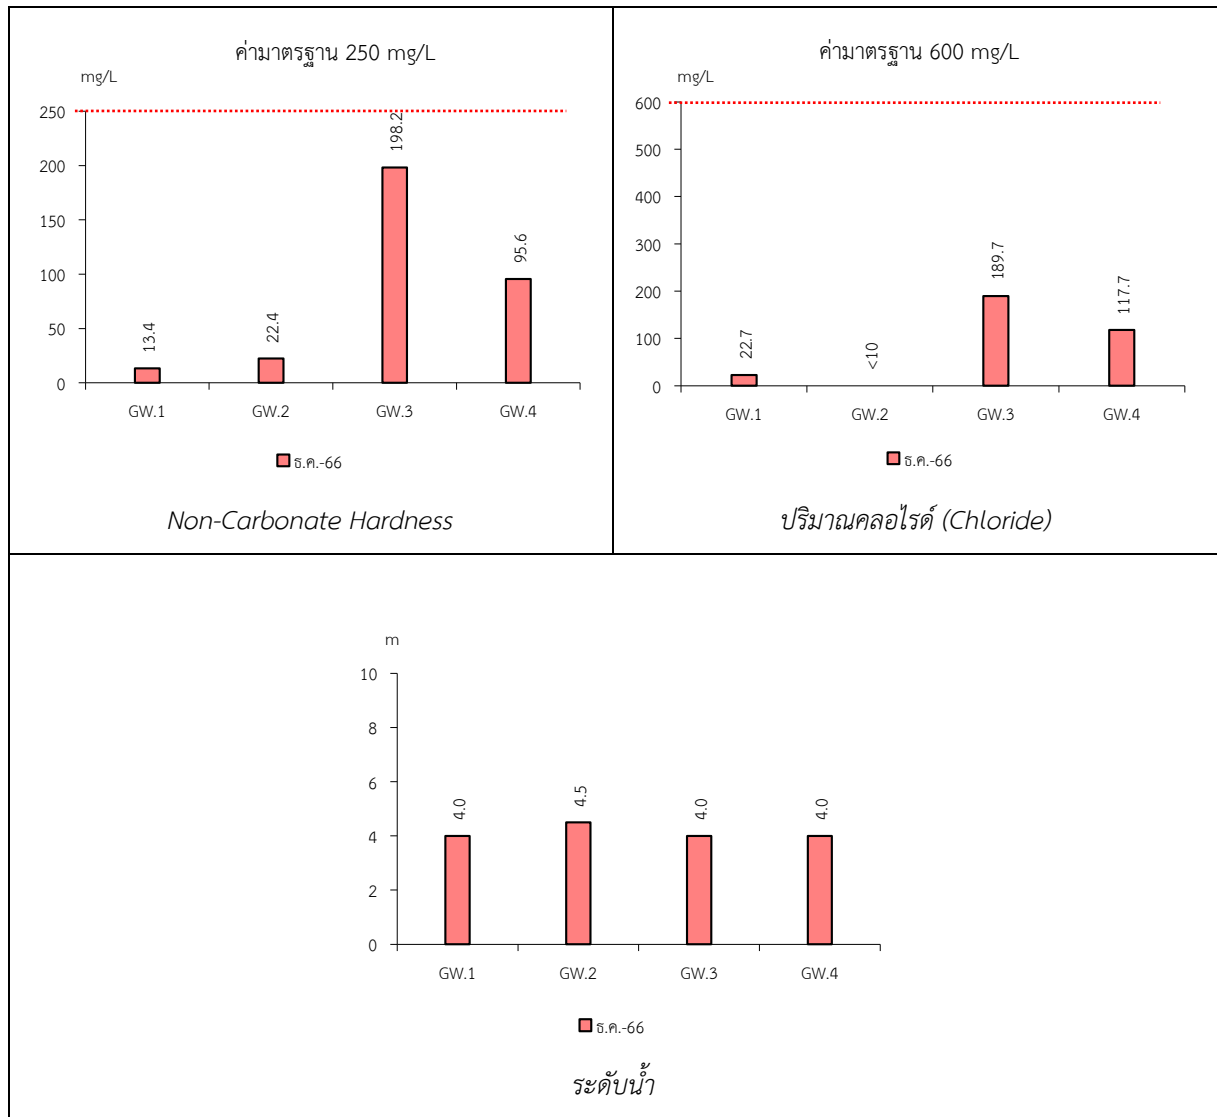 ค่ามาตรฐาน 250 mg/L
mg/L
250
200
150
100
50
0
13.4
22.4
198.2
95.6
GW.1 GW.2 GW.3 GW.4
ธ.ค.-66
Non-Carbonate Hardness
ค่ามาตรฐาน 600 mg/L
mg/L
600
500
400
300
200
100
0
22.7
<10
189.7
117.7
GW.1 GW.2 GW.3 GW.4
ธ.ค.-66
ปริมาณคลอไรด์ (Chloride)
m
10
8
6
4
2
0
4.0
4.5
4.0
4.0
GW.1 GW.2 GW.3 GW.4
ธ.ค.-66
ระดับน้ำ